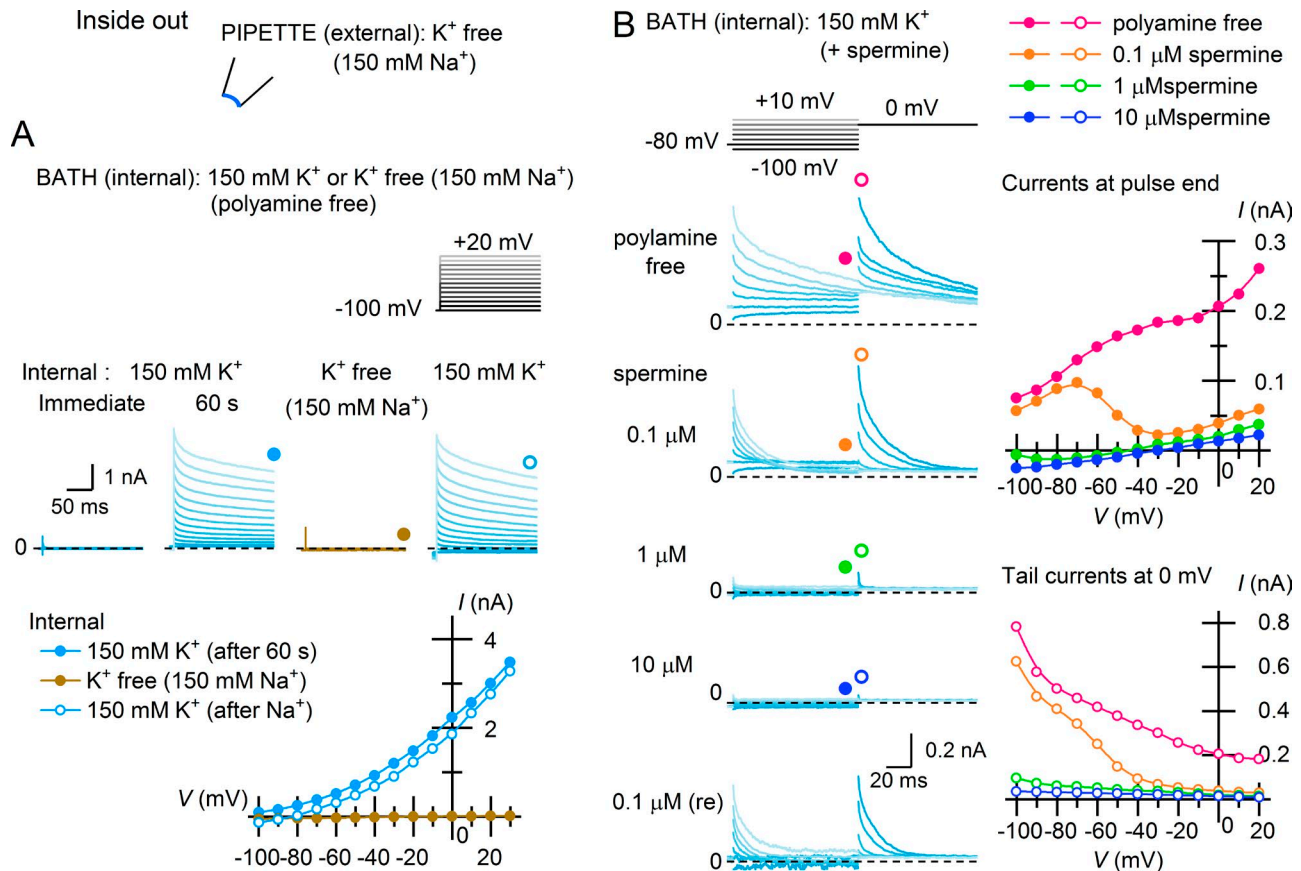 Inside out
PIPETTE (external): K⁺ free
(150 mM Na⁺)
A
BATH (internal): 150 mM K⁺ or K⁺ free (150 mM Na⁺)
(polyamine free)
+20 mV
-100 mV
Internal : 150 mM K⁺
Immediate 60 s
K⁺ free
(150 mM Na⁺)
150 mM K⁺
1 nA
50 ms
0
Internal
150 mM K⁺ (after 60 s)
K⁺ free (150 mM Na⁺)
150 mM K⁺ (after Na⁺)
I (nA)
4
2
V (mV)
0
-100 -80 -60 -40 -20 20
B
BATH (internal): 150 mM K⁺
(+ spermine)
polyamine free
0.1 μM spermine
1 μMspermine
10 μMspermine
+10 mV
0 mV
-80 mV
-100 mV
poylamine
free
0
spermine
0.1 μM
0
1 μM
0
10 μM
0
0.2 nA
20 ms
0.1 μM (re)
0
Currents at pulse end
I (nA)
0.3
0.2
0.1
0
-100 -80 -60 -40 -20 20
V (mV)
Tail currents at 0 mV
I (nA)
0.8
0.6
0.4
0.2
0
-100 -80 -60 -40 -20 20
V (mV)